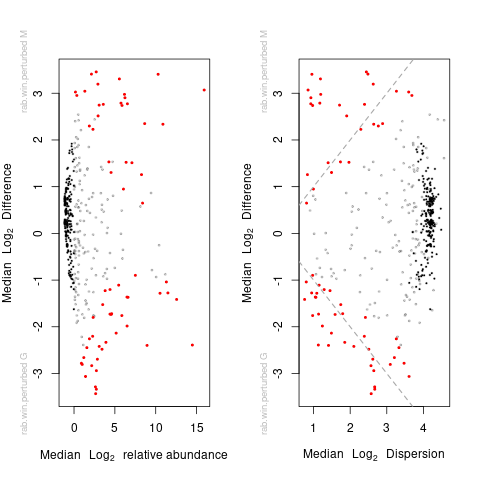 rab.win.perturbed M
rab.win.perturbed G
Median Log2 Difference
3
2
1
0
-1
-2
-3
0
5
10
15
Median Log2 relative abundance
rab.win.perturbed M
rab.win.perturbed G
Median Log2 Difference
3
2
1
0
-1
-2
-3
1
2
3
4
Median Log2 Dispersion